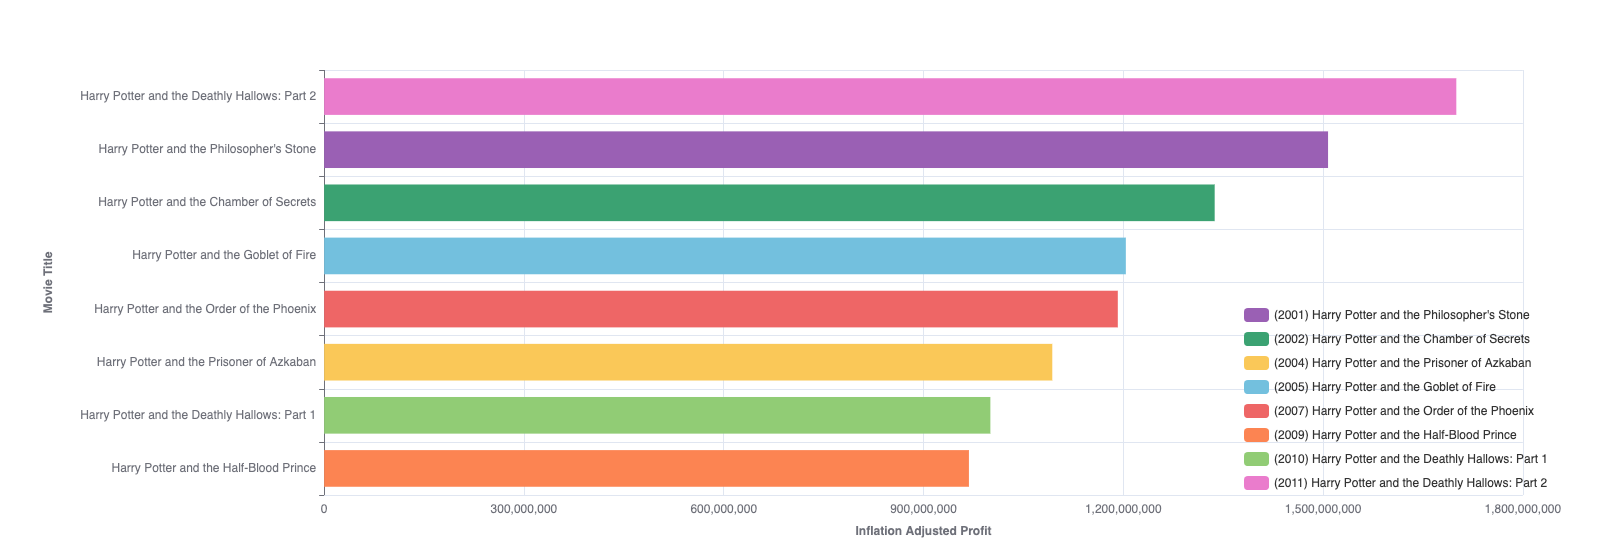 Movie Title
Harry Potter and the Deathly Hallows: Part 2
Harry Potter and the Philosopher's Stone
Harry Potter and the Chamber of Secrets
Harry Potter and the Goblet of Fire
Harry Potter and the Order of the Phoenix
Harry Potter and the Prisoner of Azkaban
Harry Potter and the Deathly Hallows: Part 1
Harry Potter and the Half-Blood Prince
(2001) Harry Potter and the Philosopher's Stone
(2002) Harry Potter and the Chamber of Secrets
(2004) Harry Potter and the Prisoner of Azkaban
(2005) Harry Potter and the Goblet of Fire
(2007) Harry Potter and the Order of the Phoenix
(2009) Harry Potter and the Half-Blood Prince
(2010) Harry Potter and the Deathly Hallows: Part 1
(2011) Harry Potter and the Deathly Hallows: Part 2
0 300,000,000 600,000,000 900,000,000 1,200,000,000 1,500,000,000 1,800,000,000
Inflation Adjusted Profit